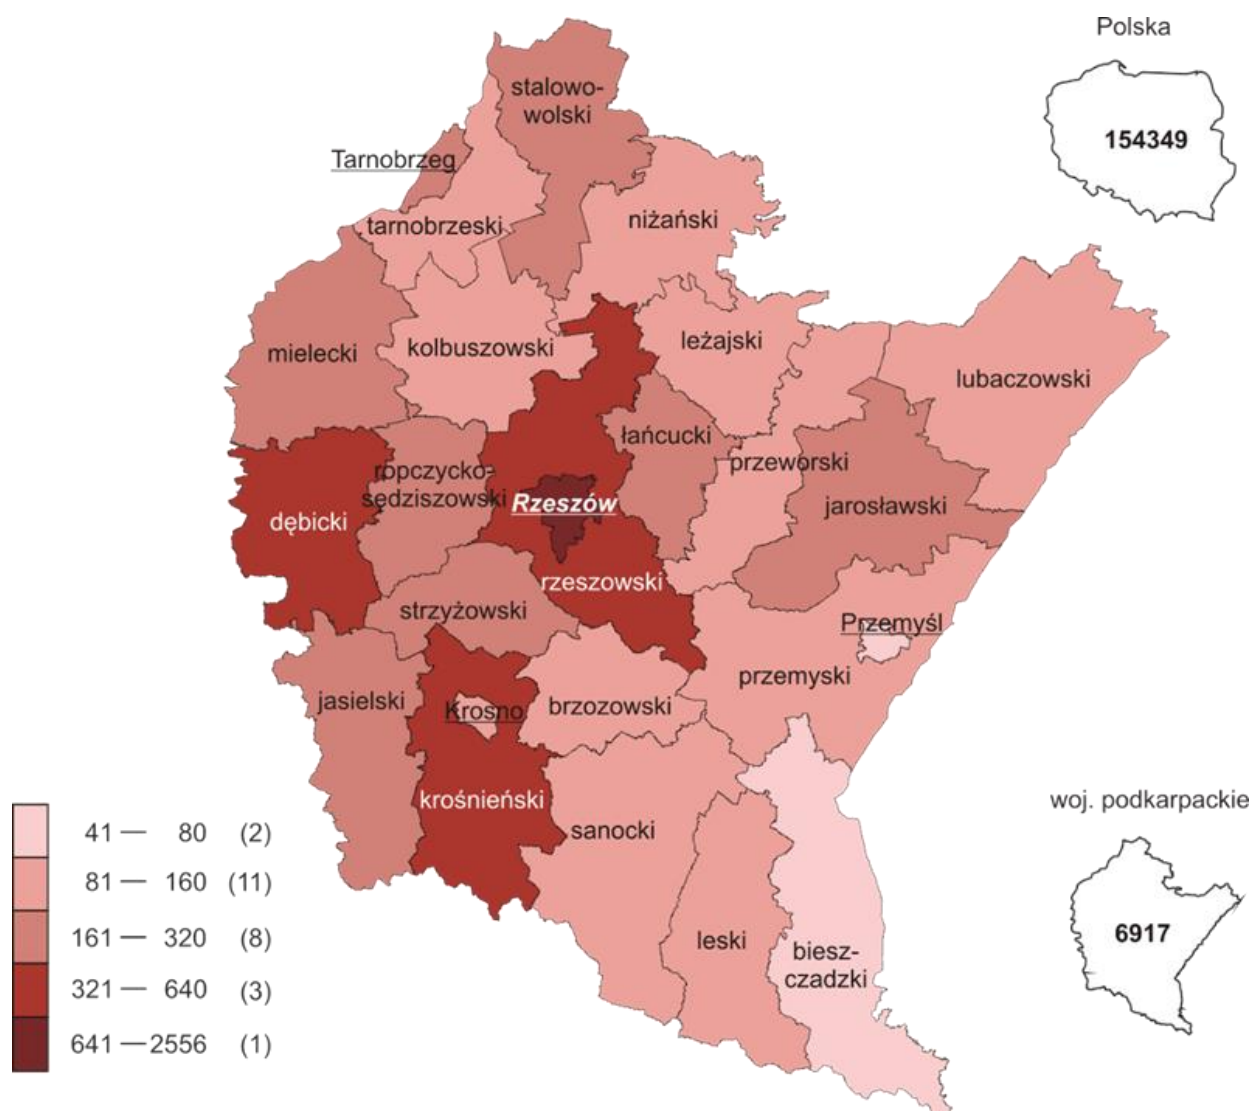 Polska
154349
stalowo-
wolski
Tarnobrzeg
tarnobrzeski
niżański
mielecki
kolbuszowski
leżajski
lubaczowski
łańcucki
przeworski
jarosławski
ropczycko-
sędziszowski
Rzeszów
dębicki
rzeszowski
strzyżowski
Przemyśl
przemyski
jasielski
Krosno
brzozowski
krośnieński
sanocki
leski
biesz-
czadzki
woj. podkarpackie
6917
41 — 80 (2)
81 — 160 (11)
161 — 320 (8)
321 — 640 (3)
641 — 2556 (1)